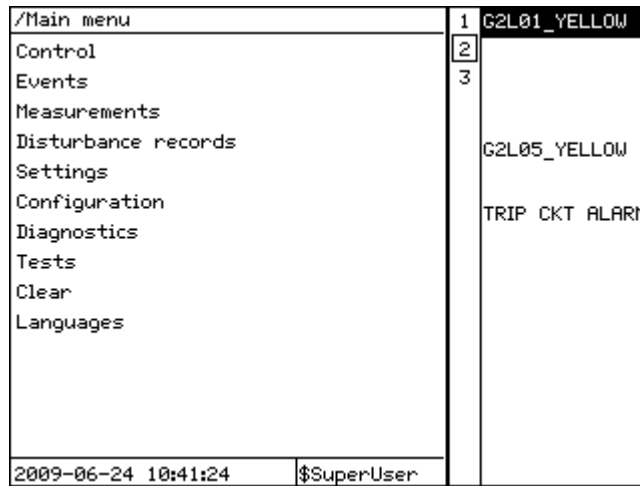 /Main menu
Control
Events
Measurements
Disturbance records
Settings
Configuration
Diagnostics
Tests
Clear
Languages
2009-06-24 10:41:24
$SuperUser
1
2
3
G2L01_YELLOW
G2L05_YELLOW
TRIP CKT